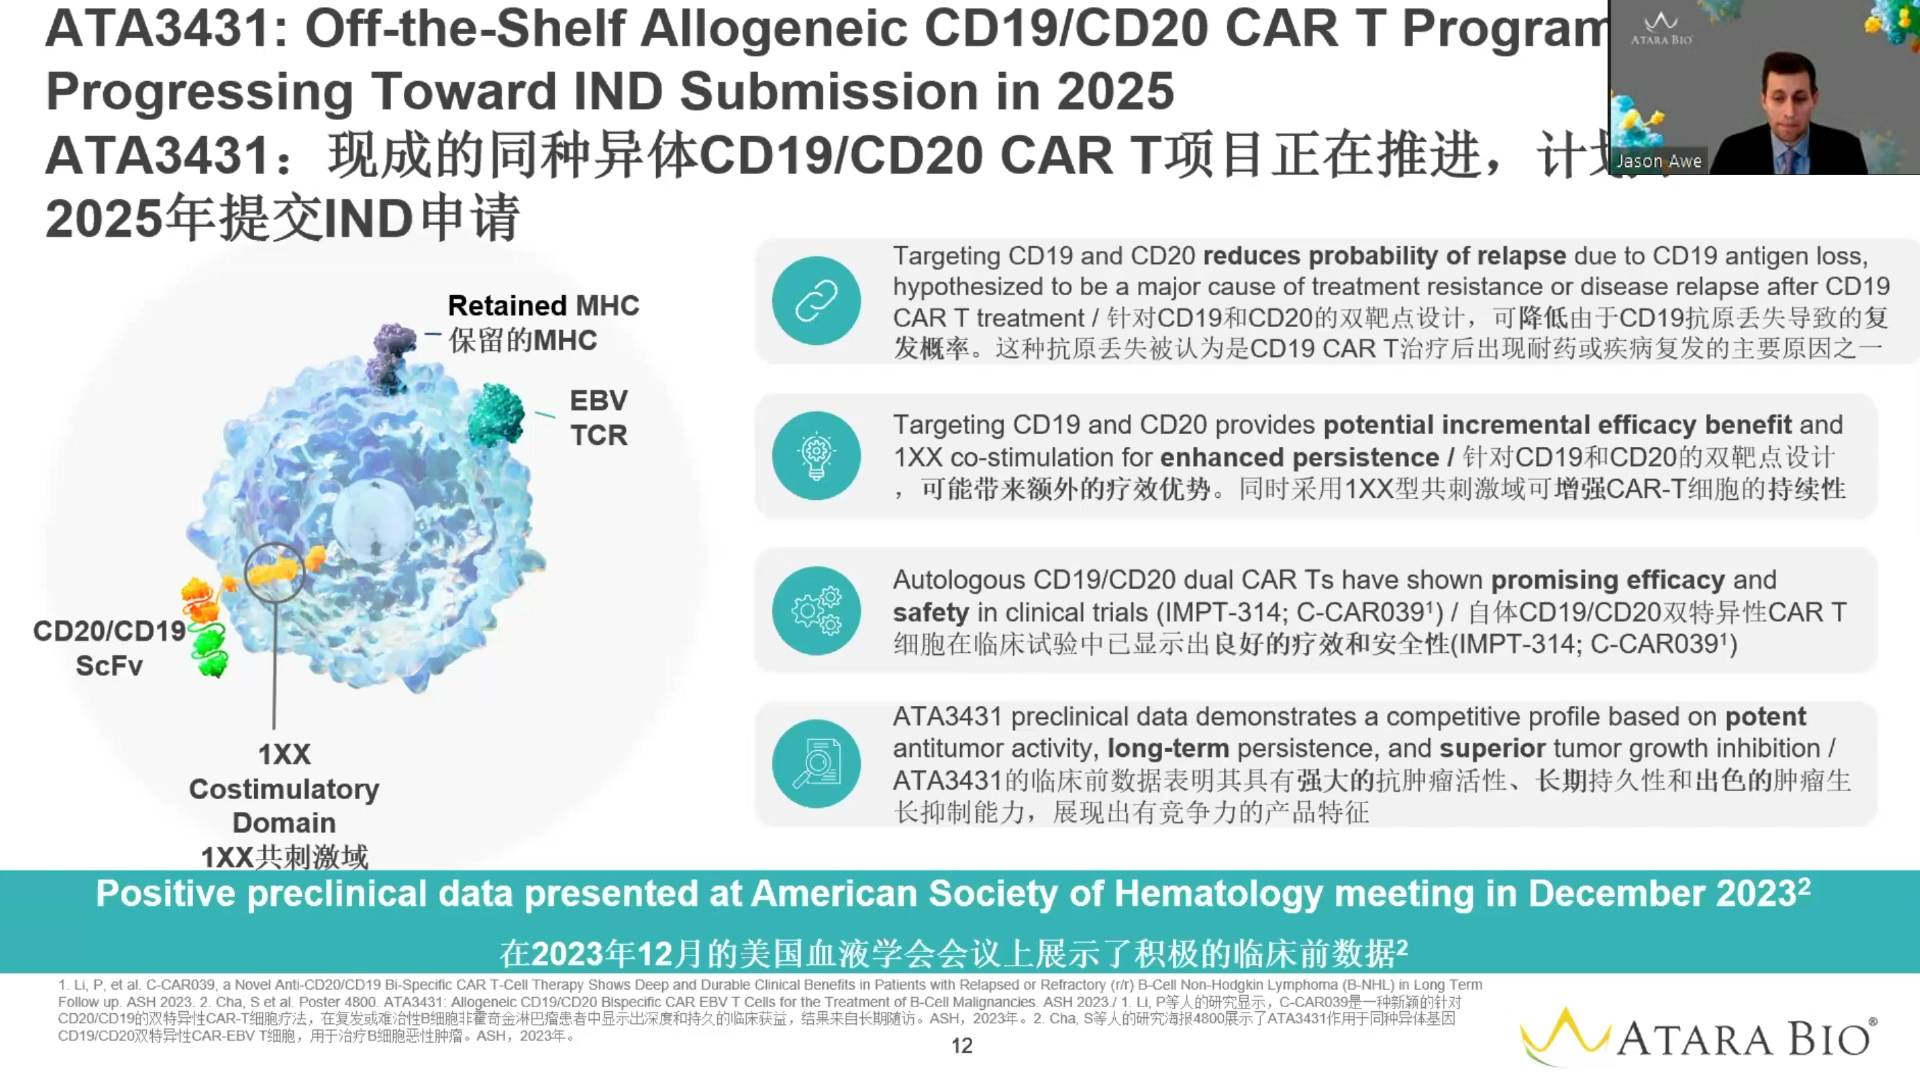 ATA3431: Off-the-Shelf Allogeneic CD19/CD20 CAR T Program
Progressing Toward IND Submission in 2025
ATA3431：现成的同种异体CD19/CD20 CAR T项目正在推进，计
2025年提交IND申请
ATARA BIO
Jason Awe
Retained MHC
保留的MHC
EBV
TCR
CD20/CD19
ScFv
1XX
Costimulatory
Domain
1XX共刺激域
Targeting CD19 and CD20 reduces probability of relapse due to CD19 antigen loss,
hypothesized to be a major cause of treatment resistance or disease relapse after CD19
CAR T treatment / 针对CD19和CD20的双靶点设计，可降低由于CD19抗原丢失导致的复
发概率。这种抗原丢失被认为是CD19 CAR T治疗后出现耐药或疾病复发的主要原因之一
Targeting CD19 and CD20 provides potential incremental efficacy benefit and
1XX co-stimulation for enhanced persistence / 针对CD19和CD20的双靶点设计
，可能带来额外的疗效优势。同时采用1XX型共刺激域可增强CAR-T细胞的持续性
Autologous CD19/CD20 dual CAR Ts have shown promising efficacy and
safety in clinical trials (IMPT-314; C-CAR039¹) / 自体CD19/CD20双特异性CAR T
细胞在临床试验中已显示出良好的疗效和安全性(IMPT-314; C-CAR039¹)
ATA3431 preclinical data demonstrates a competitive profile based on potent
antitumor activity, long-term persistence, and superior tumor growth inhibition /
ATA3431的临床前数据表明其具有强大的抗肿瘤活性、长期持久性和出色的肿瘤生
长抑制能力，展现出有竞争力的产品特征
Positive preclinical data presented at American Society of Hematology meeting in December 2023²
在2023年12月的美国血液学会会议上展示了积极的临床前数据²
1. Li, P, et al. C-CAR039, a Novel Anti-CD20/CD19 Bi-Specific CAR T-Cell Therapy Shows Deep and Durable Clinical Benefits in Patients with Relapsed or Refractory (r/r) B-Cell Non-Hodgkin Lymphoma (B-NHL) in Long Term
Follow up. ASH 2023. 2. Cha, S et al. Poster 4800. ATA3431: Allogeneic CD19/CD20 Bispecific CAR EBV T Cells for the Treatment of B-Cell Malignancies. ASH 2023 / 1. Li, P等人的研究显示，C-CAR039是一种新颖的针对
CD20/CD19的双特异性CAR-T细胞疗法，在复发或难治性B细胞非霍奇金淋巴瘤患者中显示出深度和持久的临床获益，结果来自长期随访。ASH，2023年。2. Cha, S等人的研究海报4800展示了ATA3431作用于同种异体基因
CD19/CD20双特异性CAR-EBV T细胞，用于治疗B细胞恶性肿瘤。ASH，2023年。
12
ATARA BIO®